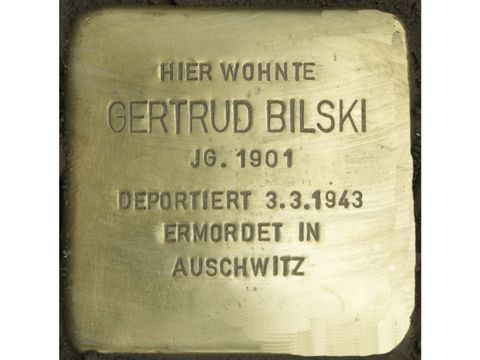 HIER WOHNTE
GERTRUD BILSKI
JG. 1901
DEPORTIERT 3.3.1943
ERMORDET IN
AUSCHWITZ